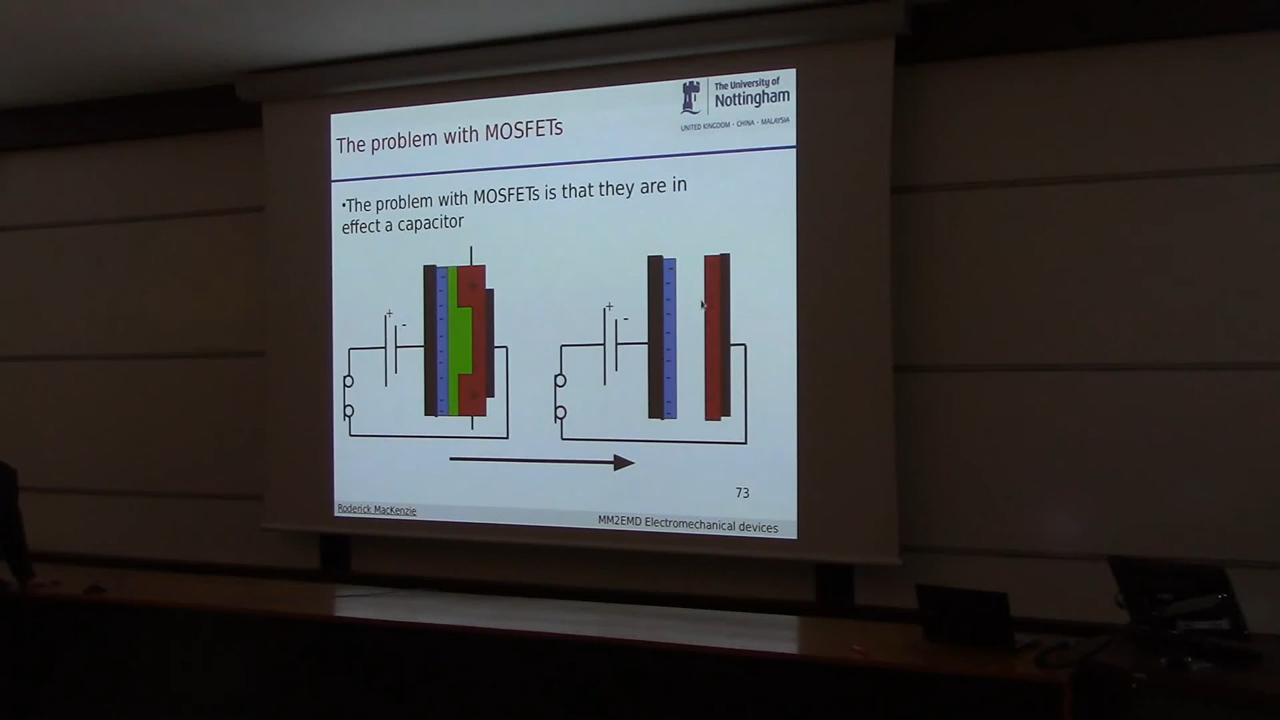 The University of
Nottingham
UNITED KINGDOM · CHINA · MALAYSIA
The problem with MOSFETs
•The problem with MOSFETs is that they are in
effect a capacitor
+ -
+ -
73
Roderick MacKenzie
MM2EMD Electromechanical devices